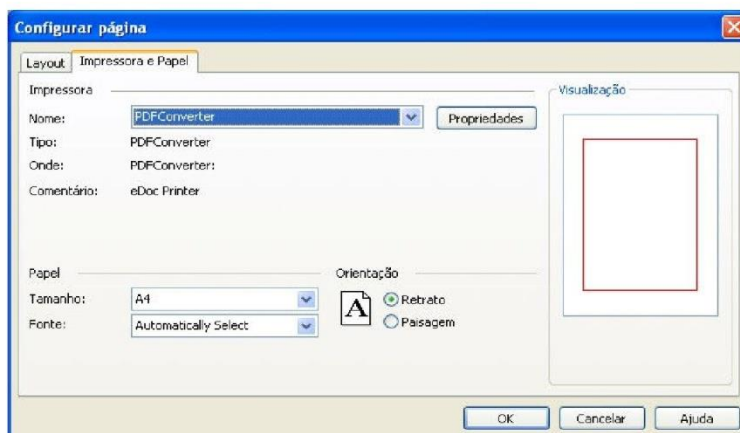 Configurar página
Layout Impressora e Papel
Impressora
Visualização
Nome: PDFConverter Propriedades
Tipo: PDFConverter
Onde: PDFConverter:
Comentário: eDoc Printer
Papel Orientação
Tamanho: A4 Retrato
Fonte: Automatically Select Paisagem
A
OK Cancelar Ajuda